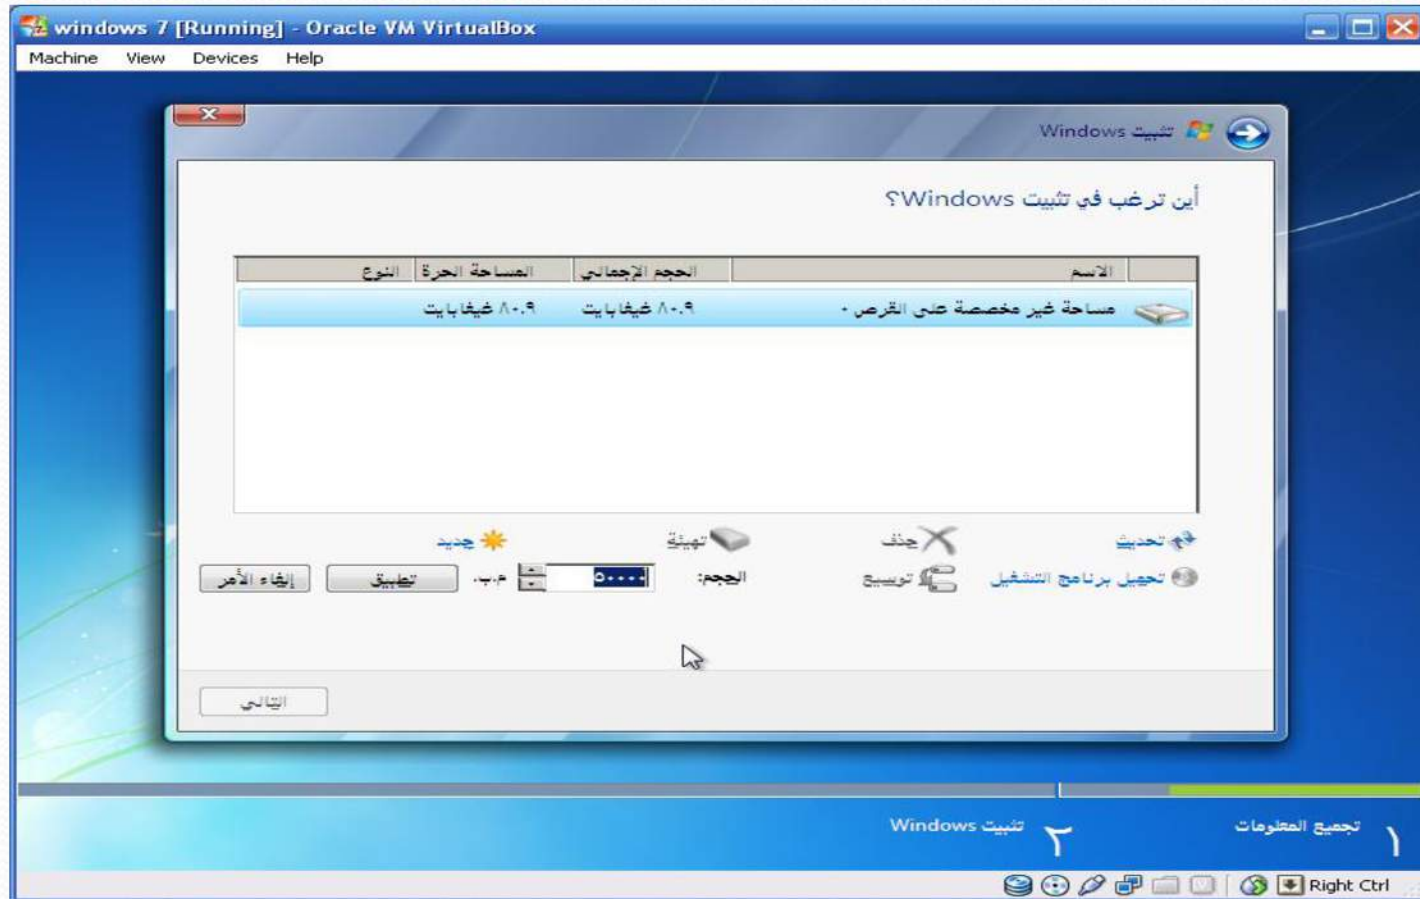 windows 7 [Running] - Oracle VM VirtualBox
Machine View Devices Help
تثبيت Windows
أين ترغب في تثبيت Windows؟
الاسم الحجم الإجمالي المساحة الحرة النوع
مساحة غير مخصصة على القرص ٠ ٨٠.٩ غيغابايت ٨٠.٩ غيغابايت
تحديث حذف تهيئة جديد
تحميل برنامج التشغيل توسيع الحجم: ٥٠٠٠٠ م.ب. تطبيق إلغاء الأمر
التالي
١ تجميع المعلومات ٢ تثبيت Windows
Right Ctrl